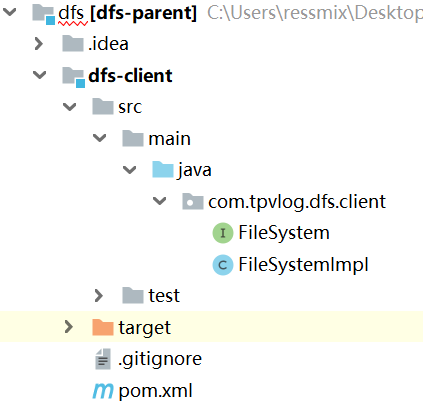 dfs [dfs-parent] C:\Users\ressmix\Desktop
.idea
dfs-client
src
main
java
com.tpvlog.dfs.client
I FileSystem
C FileSystemImpl
test
target
.gitignore
m pom.xml